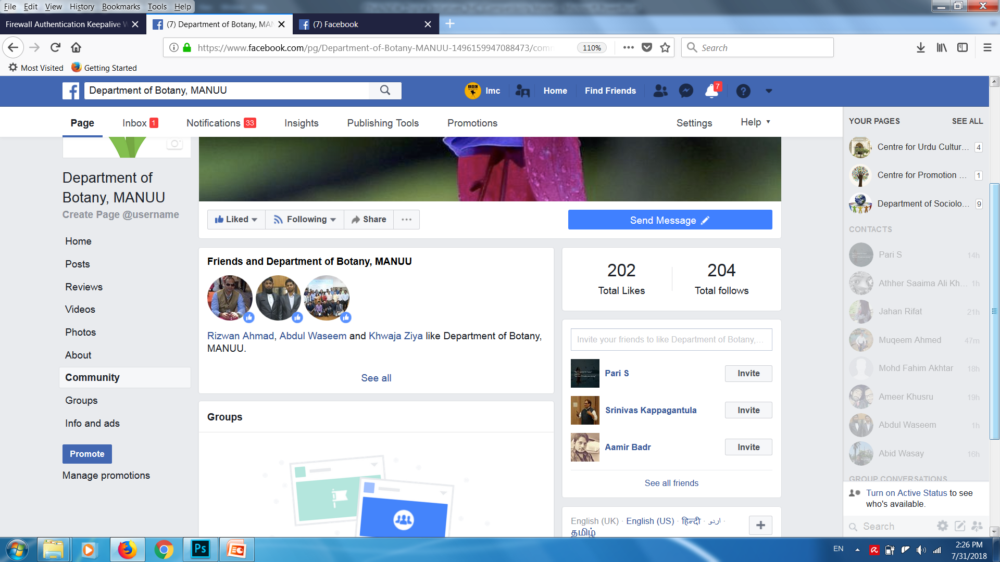 File Edit View History Bookmarks Tools Help
Firewall Authentication Keepalive
(7) Department of Botany, MAN
(7) Facebook
https://www.facebook.com/pg/Department-of-Botany-MANUU-1496159947088473/com
110%
Search
Most Visited
Getting Started
Department of Botany, MANUU
Imc
Home
Find Friends
7
Page
Inbox 1
Notifications 33
Insights
Publishing Tools
Promotions
Settings
Help
Department of
Botany, MANUU
Create Page @username
Home
Posts
Reviews
Videos
Photos
About
Community
Groups
Info and ads
Promote
Manage promotions
Liked
Following
Share
Send Message
Friends and Department of Botany, MANUU
Rizwan Ahmad, Abdul Waseem and Khwaja Ziya like Department of Botany,
MANUU.
See all
Groups
202
Total Likes
204
Total follows
Invite your friends to like Department of Botany,...
Pari S
Invite
Srinivas Kappagantula
Invite
Aamir Badr
Invite
See all friends
English (UK) · English (US) · हिन्दी · اردو ·
தமிழ்
YOUR PAGES
SEE ALL
Centre for Urdu Cultur... 4
Centre for Promotion ... 1
Department of Sociolo... 9
CONTACTS
Pari S 14h
Athher Saaima Ali Kh... 1h
Jahan Rifat 21h
Muqeem Ahmed 47m
Mohd Fahim Akhtar 18h
Ameer Khusru 19h
Abdul Waseem 1h
Abid Wasay 16h
GROUP CONVERSATIONS
Turn on Active Status to see
who's available.
Search
Ps
EN
2:26 PM
7/31/2018